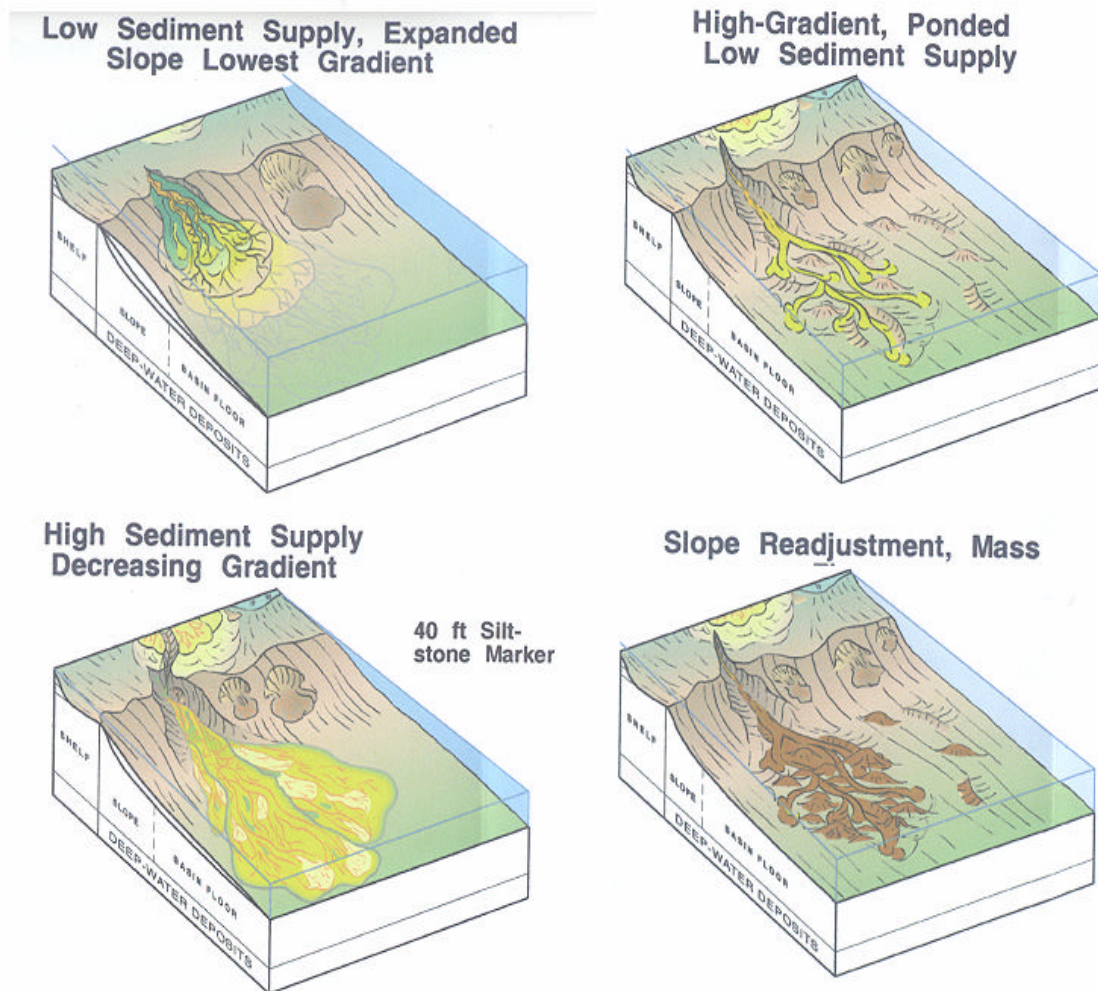 Low Sediment Supply, Expanded
Slope Lowest Gradient
SHELF
SLOPE
BASIN FLOOR
DEEP-WATER DEPOSITS
High-Gradient, Ponded
Low Sediment Supply
SHELF
SLOPE
BASIN FLOOR
DEEP-WATER DEPOSITS
High Sediment Supply
Decreasing Gradient
40 ft Silt-
stone Marker
SHELF
SLOPE
BASIN FLOOR
DEEP-WATER DEPOSITS
Slope Readjustment, Mass
SHELF
SLOPE
BASIN FLOOR
DEEP-WATER DEPOSITS